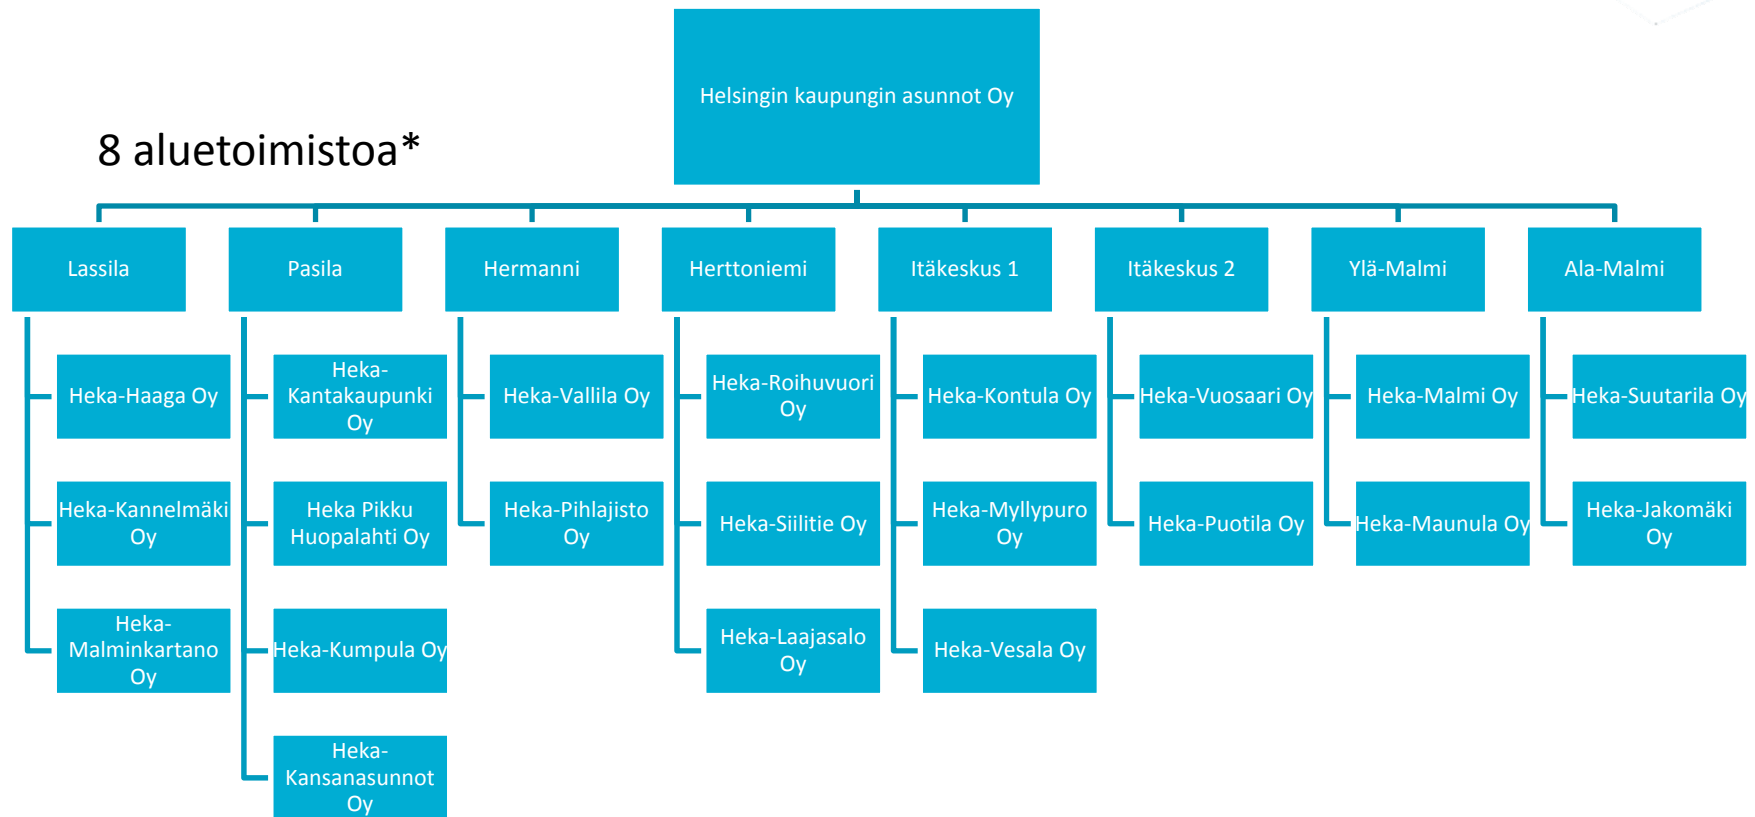 Helsingin kaupungin asunnot Oy
8 aluetoimistoa*
Lassila
Pasila
Hermanni
Herttoniemi
Itäkeskus 1
Itäkeskus 2
Ylä-Malmi
Ala-Malmi
Heka-Haaga Oy
Heka-Kannelmäki
Oy
Heka-
Malminkartano
Oy
Heka-
Kantakaupunki
Oy
Heka Pikku
Huopalahti Oy
Heka-Kumpula Oy
Heka-
Kansanasunnot
Oy
Heka-Vallila Oy
Heka-Pihlajisto
Oy
Heka-Roihuvuori
Oy
Heka-Siilitie Oy
Heka-Laajasalo
Oy
Heka-Kontula Oy
Heka-Myllypuro
Oy
Heka-Vesala Oy
Heka-Vuosaari Oy
Heka-Puotila Oy
Heka-Malmi Oy
Heka-Maunula Oy
Heka-Suutarila Oy
Heka-Jakomäki
Oy